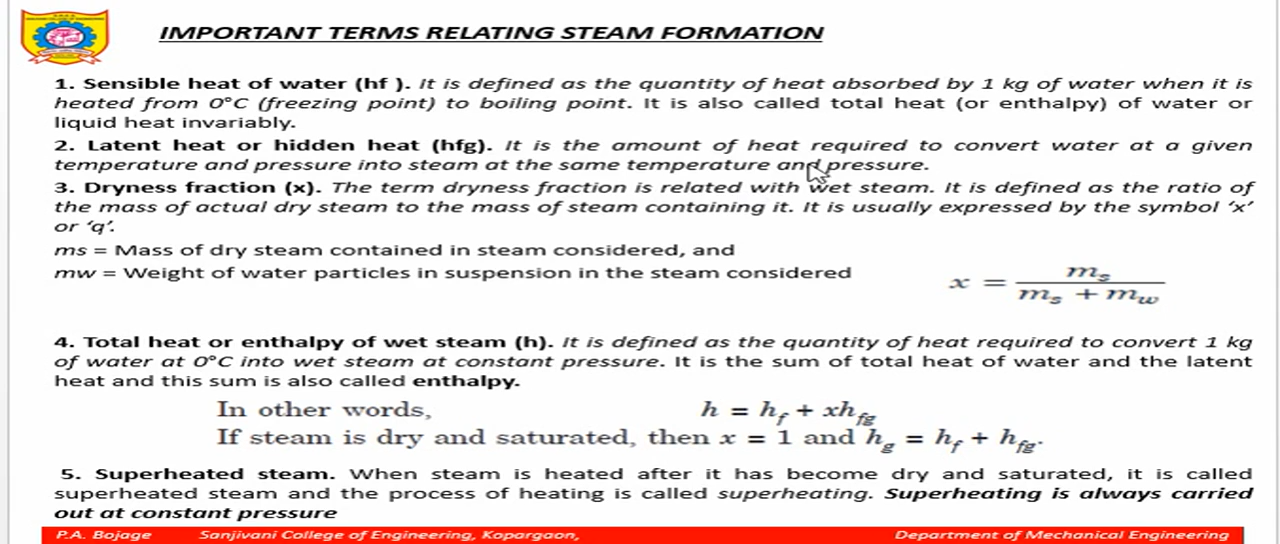 IMPORTANT TERMS RELATING STEAM FORMATION
1. Sensible heat of water (hf ). It is defined as the quantity of heat absorbed by 1 kg of water when it is
heated from 0°C (freezing point) to boiling point. It is also called total heat (or enthalpy) of water or
liquid heat invariably.
2. Latent heat or hidden heat (hfg). It is the amount of heat required to convert water at a given
temperature and pressure into steam at the same temperature and pressure.
3. Dryness fraction (x). The term dryness fraction is related with wet steam. It is defined as the ratio of
the mass of actual dry steam to the mass of steam containing it. It is usually expressed by the symbol ‘x’
or ‘q’.
ms = Mass of dry steam contained in steam considered, and
mw = Weight of water particles in suspension in the steam considered
x = m_s / (m_s + m_w)
4. Total heat or enthalpy of wet steam (h). It is defined as the quantity of heat required to convert 1 kg
of water at 0°C into wet steam at constant pressure. It is the sum of total heat of water and the latent
heat and this sum is also called enthalpy.
In other words, h = h_f + xh_fg
If steam is dry and saturated, then x = 1 and h_g = h_f + h_fg.
5. Superheated steam. When steam is heated after it has become dry and saturated, it is called
superheated steam and the process of heating is called superheating. Superheating is always carried
out at constant pressure
P.A. Bojage Sanjivani College of Engineering, Kopargaon, Department of Mechanical Engineering